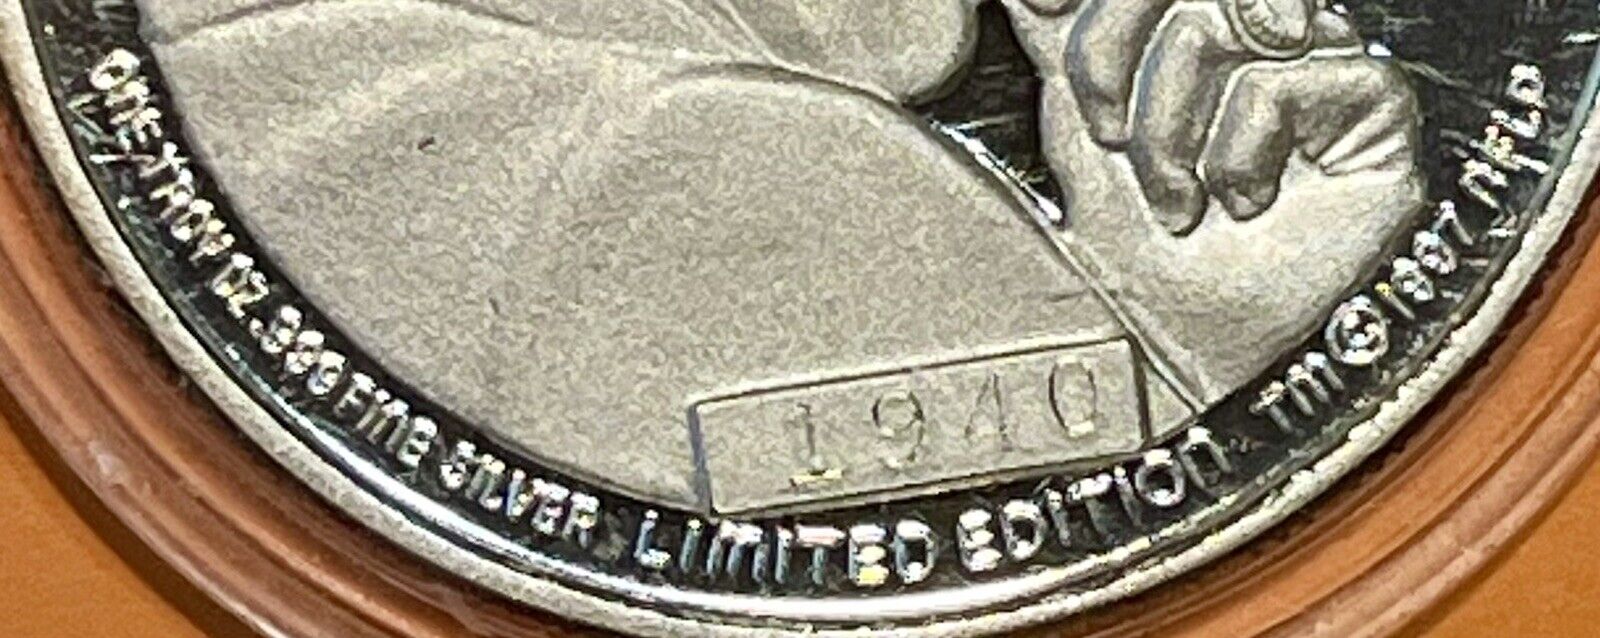 1940
ONE TROY OZ .999 FINE SILVER LIMITED EDITION TM © 1997 NFLP